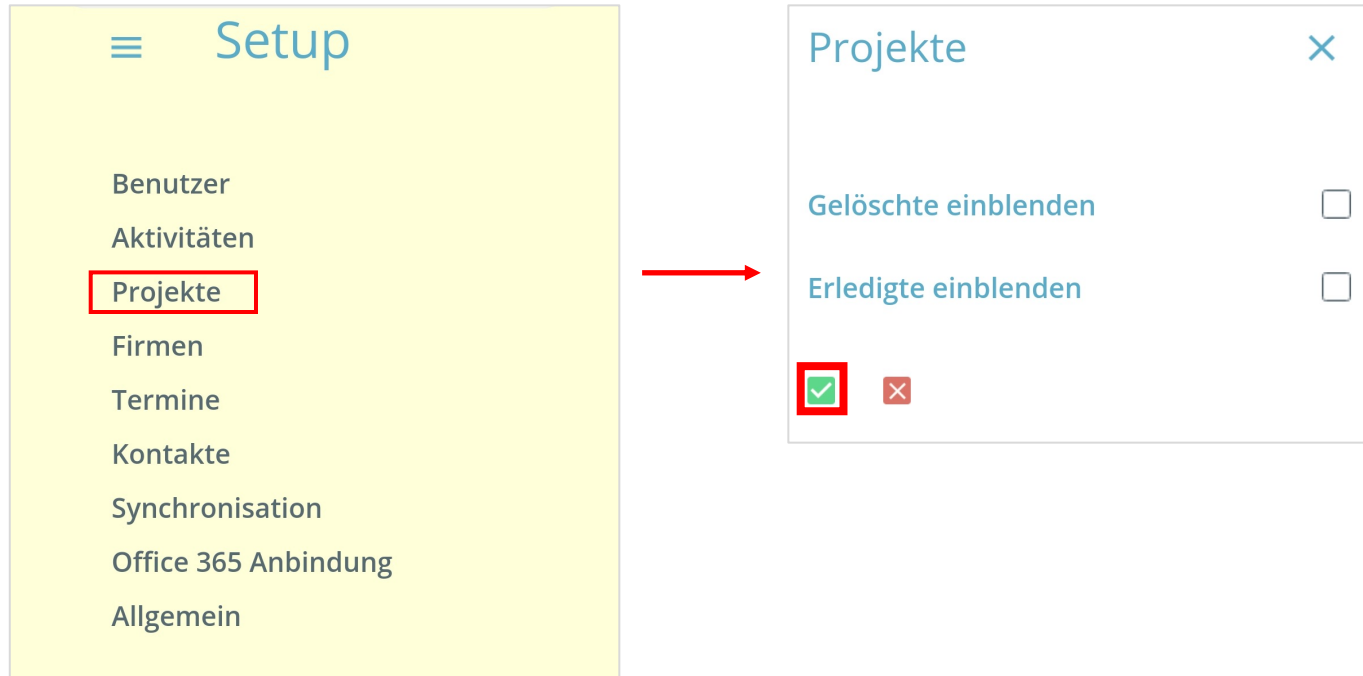 Setup
Benutzer
Aktivitäten
Projekte
Firmen
Termine
Kontakte
Synchronisation
Office 365 Anbindung
Allgemein
Projekte
Gelöschte einblenden
Erledigte einblenden